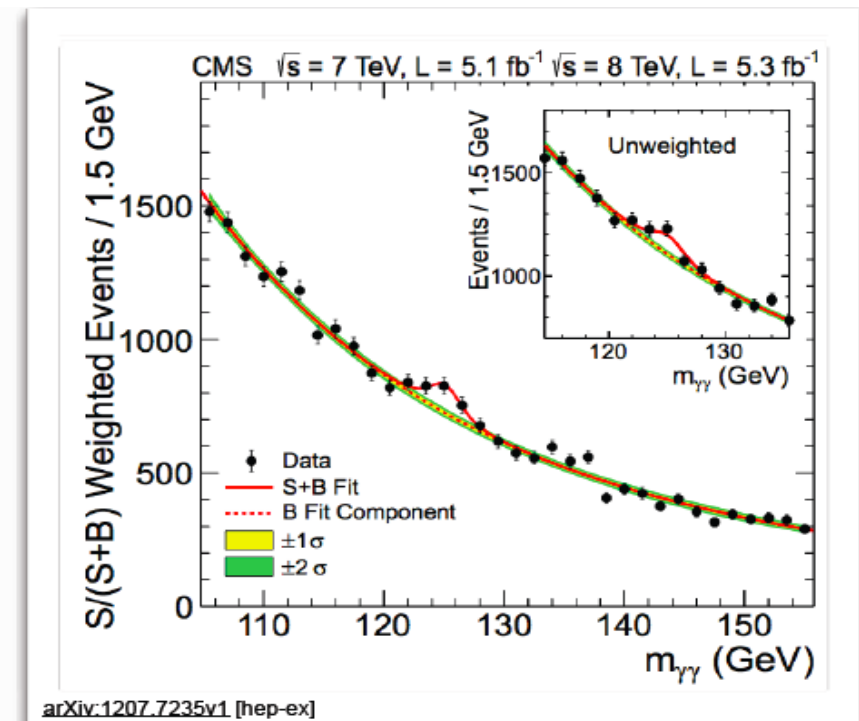 CMS √s = 7 TeV, L = 5.1 fb⁻¹ √s = 8 TeV, L = 5.3 fb⁻¹
S/(S+B) Weighted Events / 1.5 GeV
1500
1000
500
0
110 120 130 140 150
mγγ (GeV)
Events / 1.5 GeV
Unweighted
1500
1000
120 130
mγγ (GeV)
Data
S+B Fit
B Fit Component
±1σ
±2 σ
arXiv:1207.7235v1 [hep-ex]